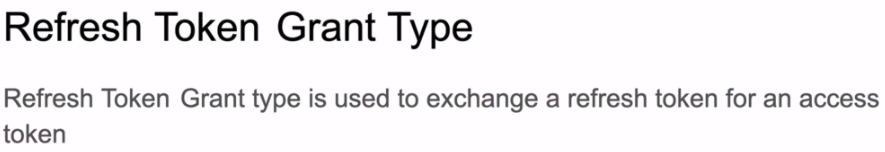 Refresh Token Grant Type
Refresh Token Grant type is used to exchange a refresh token for an access
token